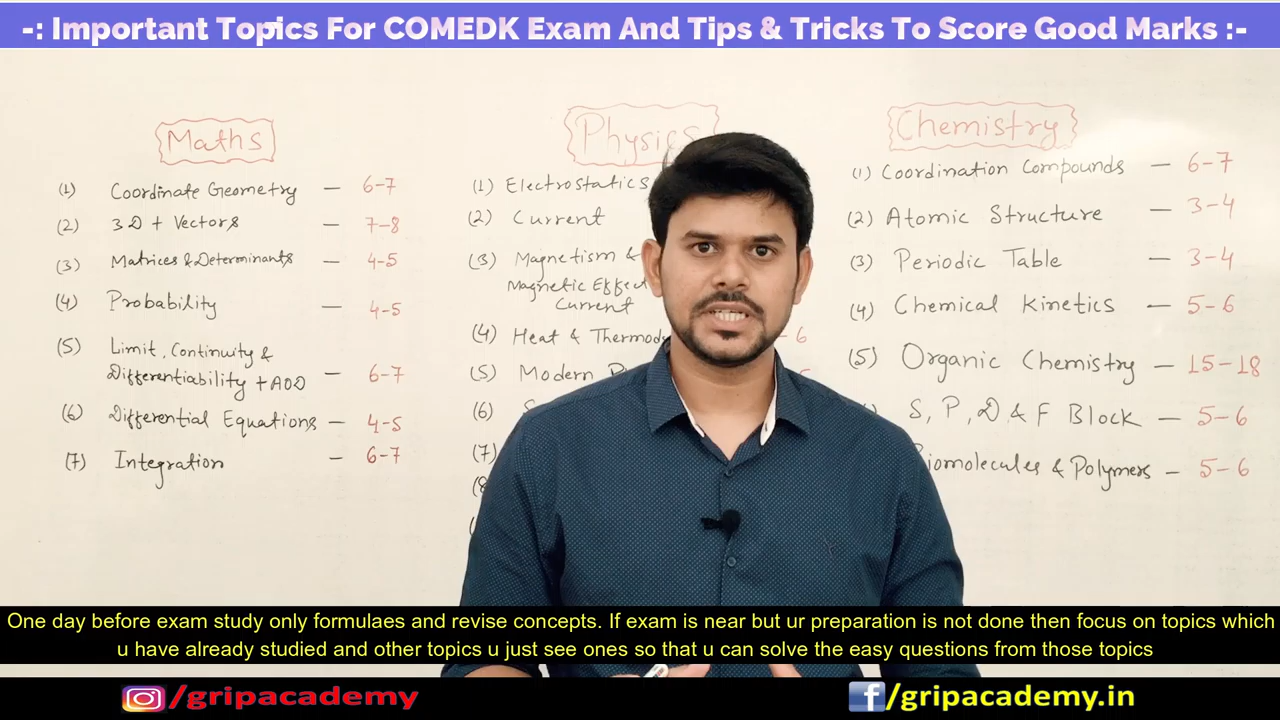 -: Important Topics For COMEDK Exam And Tips & Tricks To Score Good Marks :-
Maths
(1) Coordinate Geometry — 6-7
(2) 3D + Vectors — 7-8
(3) Matrices & Determinants — 4-5
(4) Probability — 4-5
(5) Limit, Continuity &
Differentiability + AOD — 6-7
(6) Differential Equations — 4-5
(7) Integration — 6-7
Physics
(1) Electrostatics
(2) Current
(3) Magnetism &
Magnetic Effect
Current
(4) Heat & - 6
(5) Modern
(6)
(7)
Chemistry
(1) Coordination Compounds — 6-7
(2) Atomic Structure — 3-4
(3) Periodic Table — 3-4
(4) Chemical Kinetics — 5-6
(5) Organic Chemistry — 15-18
S, P, D & F Block — 5-6
Biomolecules & Polymers — 5-6
One day before exam study only formulaes and revise concepts. If exam is near but ur preparation is not done then focus on topics which
u have already studied and other topics u just see ones so that u can solve the easy questions from those topics
/gripacademy
f/gripacademy.in